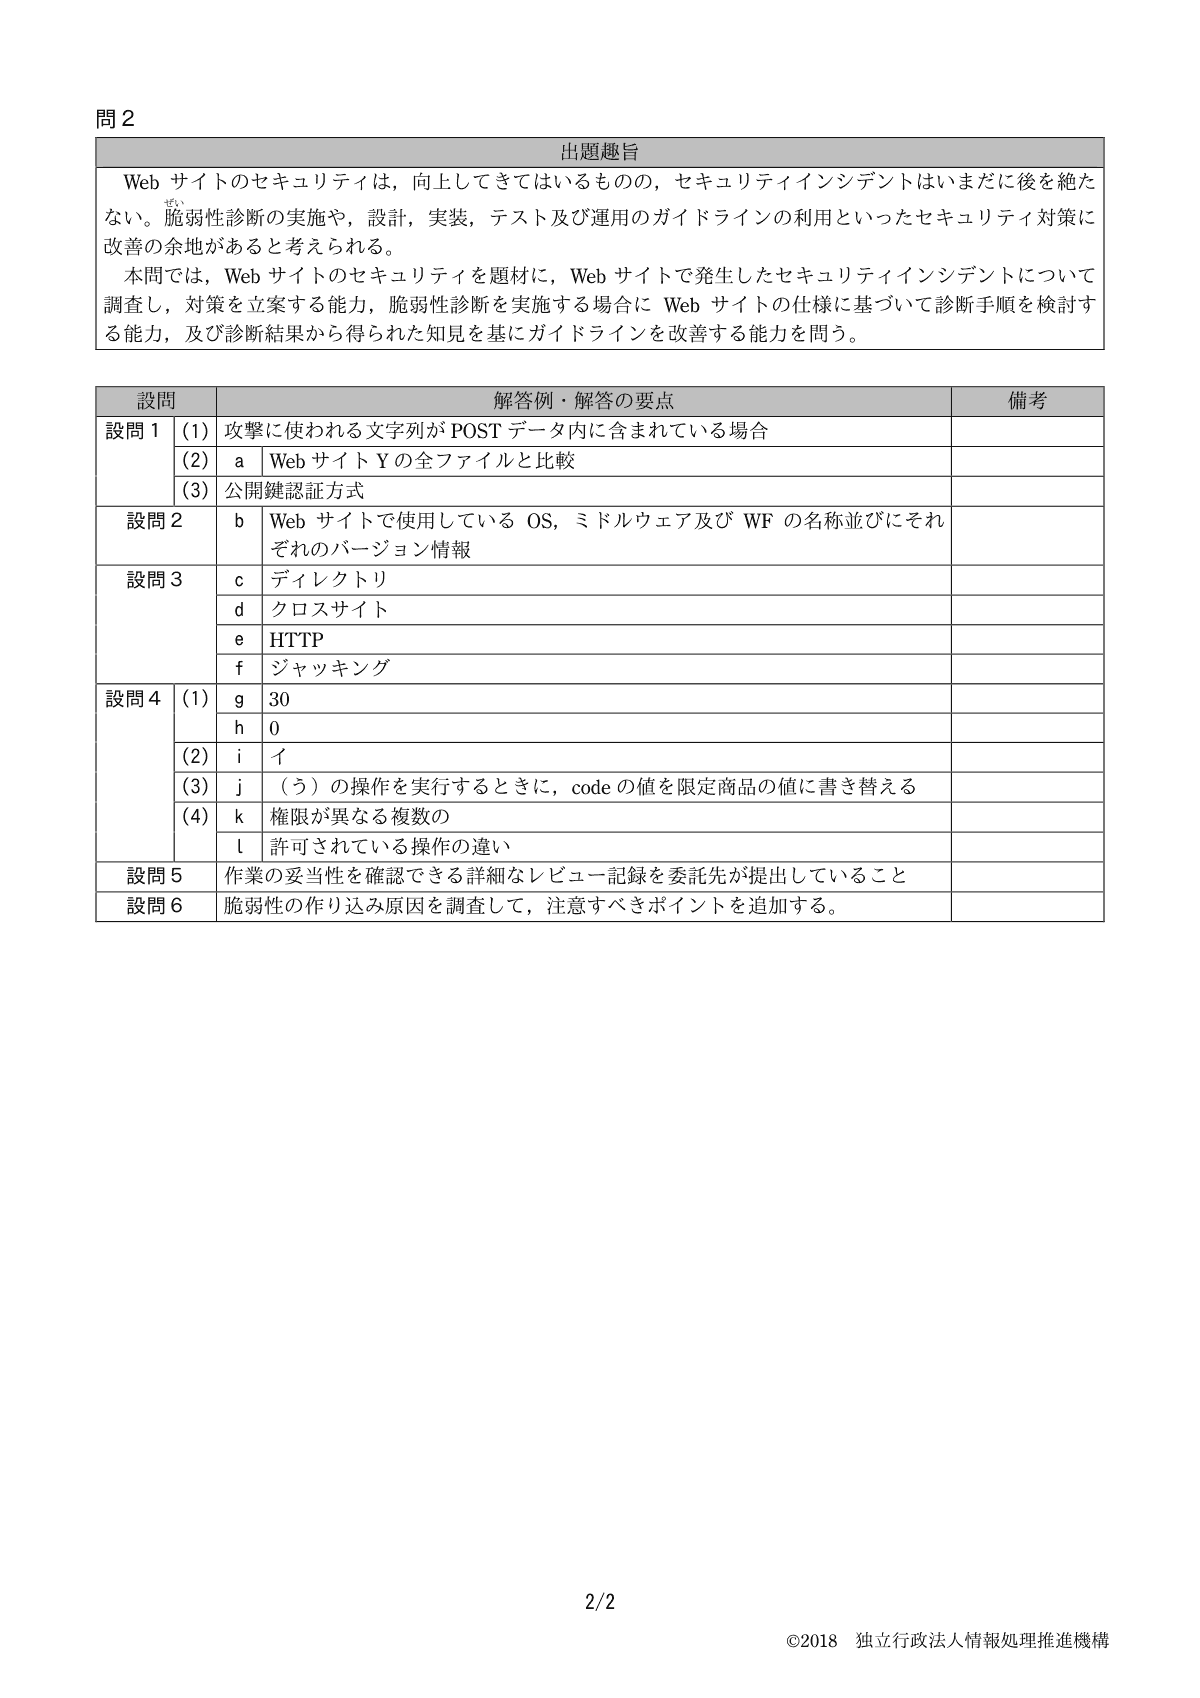 問2
出題趣旨
Web サイトのセキュリティは，向上してきてはいるものの，セキュリティインシデントはいまだに後を絶た
ぜい
ない。脆弱性診断の実施や，設計，実装，テスト及び運用のガイドラインの利用といったセキュリティ対策に
改善の余地があると考えられる。
本問では，Web サイトのセキュリティを題材に，Web サイトで発生したセキュリティインシデントについて
調査し，対策を立案する能力，脆弱性診断を実施する場合に Web サイトの仕様に基づいて診断手順を検討す
る能力，及び診断結果から得られた知見を基にガイドラインを改善する能力を問う。
設問 解答例・解答の要点 備考
設問1 (1) 攻撃に使われる文字列が POST データ内に含まれている場合
(2) a Web サイト Y の全ファイルと比較
(3) 公開鍵認証方式
設問2 b Web サイトで使用している OS，ミドルウェア及び WF の名称並びにそれ
ぞれのバージョン情報
設問3 c ディレクトリ
d クロスサイト
e HTTP
f ジャッキング
設問4 (1) g 30
h 0
(2) i イ
(3) j （う）の操作を実行するときに，code の値を限定商品の値に書き替える
(4) k 権限が異なる複数の
l 許可されている操作の違い
設問5 作業の妥当性を確認できる詳細なレビュー記録を委託先が提出していること
設問6 脆弱性の作り込み原因を調査して，注意すべきポイントを追加する。
2/2
©2018 独立行政法人情報処理推進機構